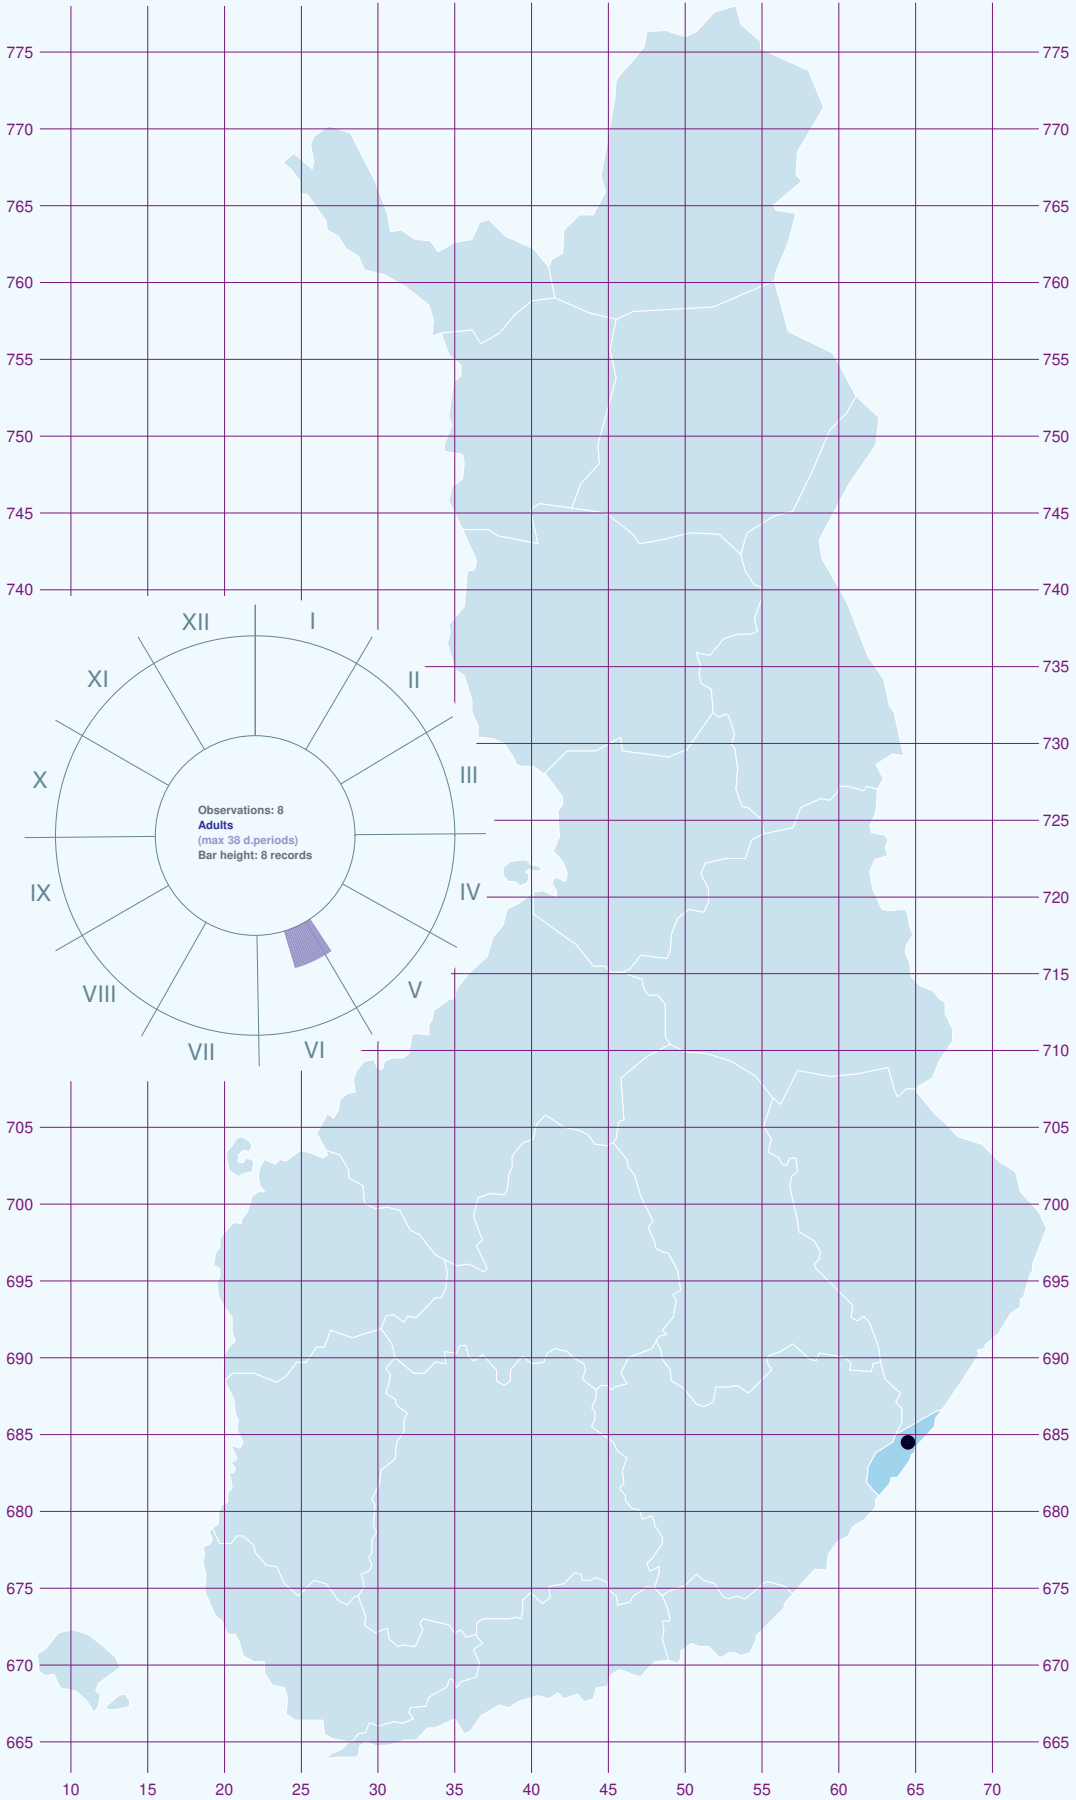 775 775
770 770
765 765
760 760
755 755
750 750
745 745
740 740
XII I
XI II
735
730
X III
Observations: 8
Adults
(max 38 d.periods)
Bar height: 8 records
725
IX IV
720
VIII V
715
VII VI
710
705 705
700 700
695 695
690 690
685 685
680 680
675 675
670 670
665 665
10 15 20 25 30 35 40 45 50 55 60 65 70